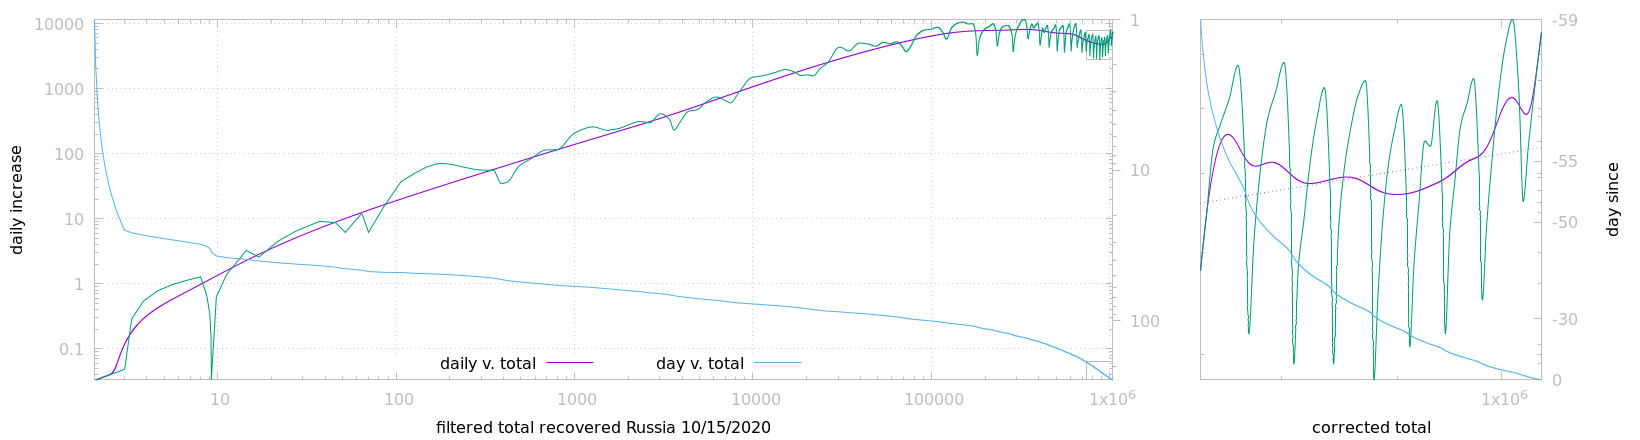 10000
1000
100
10
1
0.1
daily increase
10
100
1000
10000
100000
1x10^6
filtered total recovered Russia 10/15/2020
daily v. total
day v. total
1
10
100
-59
-55
-50
-30
0
day since
1x10^6
corrected total